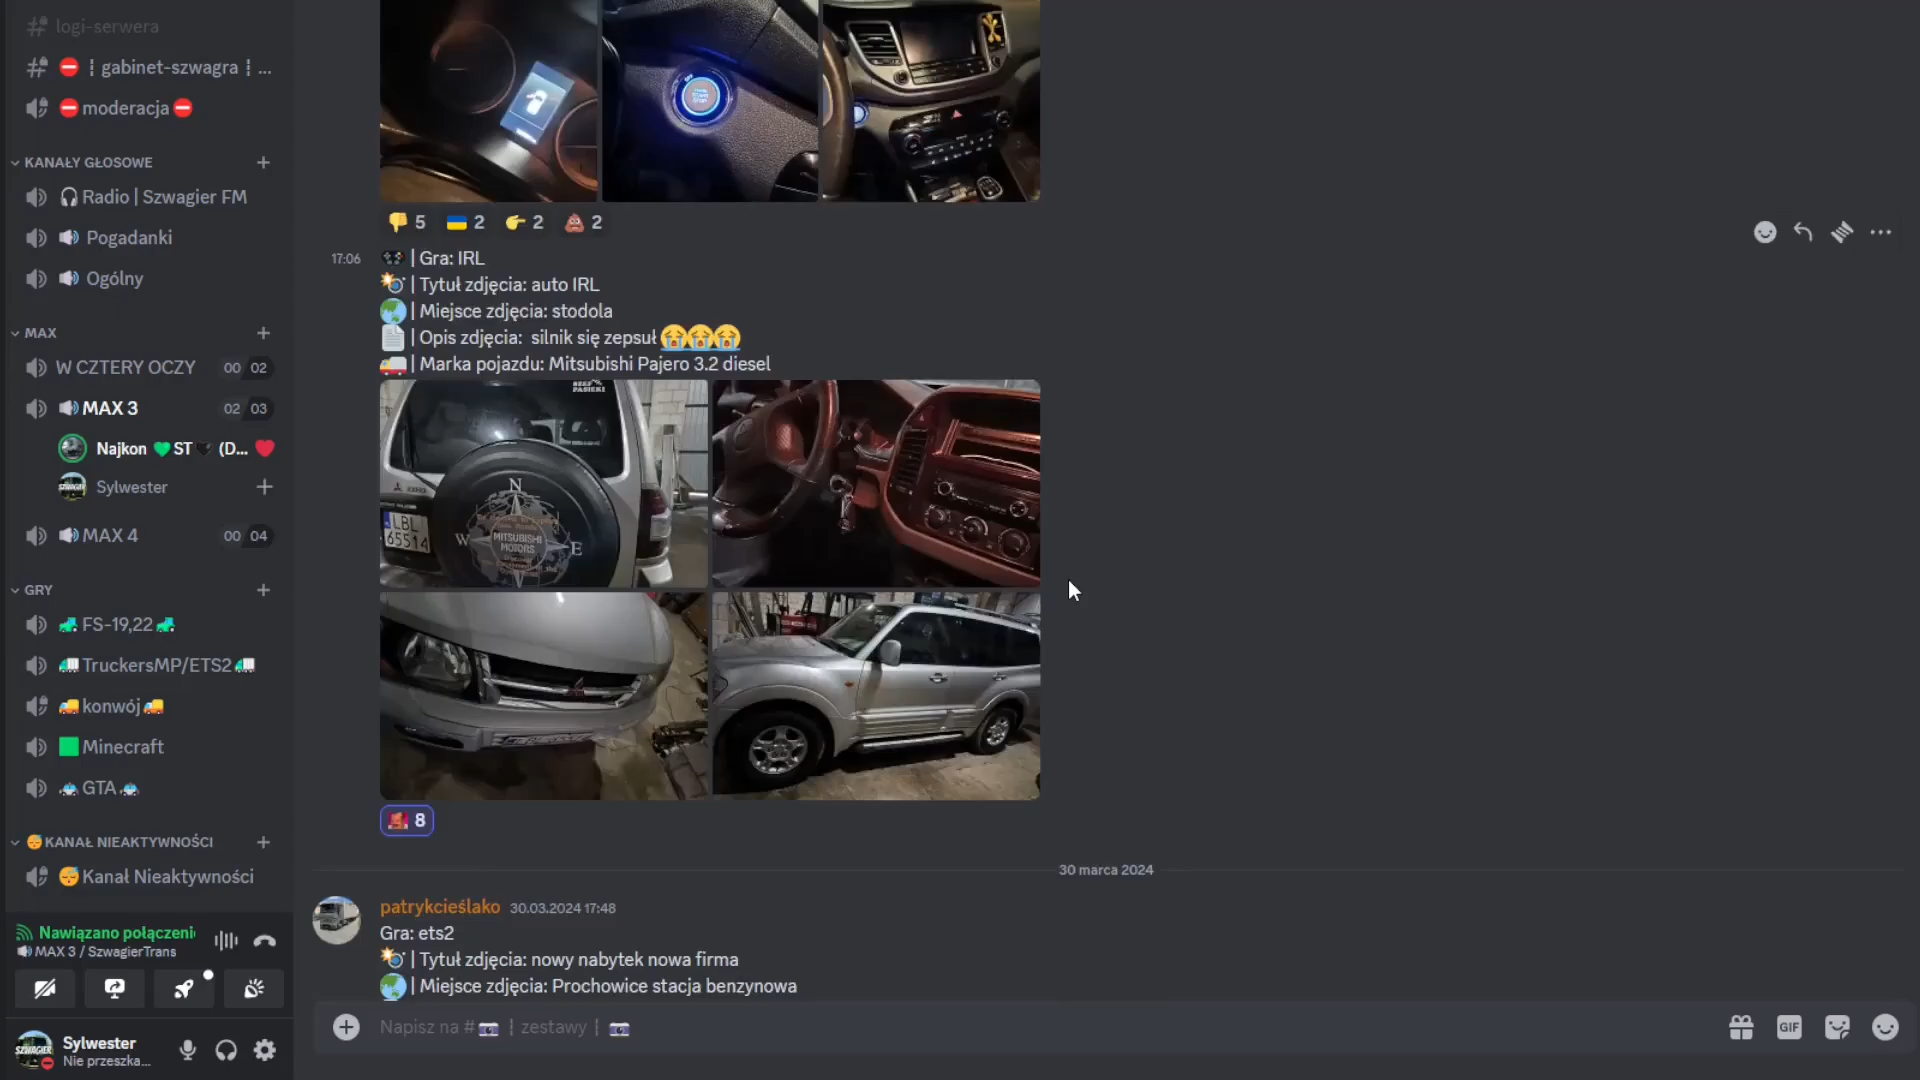 logi-serwera
gabinet-szwagra ┊ ...
moderacja
KANAŁY GŁOSOWE
Radio | Szwagier FM
Pogadanki
Ogólny
MAX
W CZTERY OCZY 00 02
MAX 3 02 03
Najkon 💚ST🖤 (D... ❤️
Sylwester
MAX 4 00 04
GRY
FS-19,22
TruckersMP/ETS2
konwój
Minecraft
GTA
KANAŁ NIEAKTYWNOŚCI
Kanał Nieaktywności
Nawiązano połączeni
MAX 3 / SzwagierTrans
Sylwester
Nie przeszka...
👎 5 🇺🇦 2 👉 2 💩 2
17:06 | Gra: IRL
| Tytuł zdjęcia: auto IRL
| Miejsce zdjęcia: stodola
| Opis zdjęcia: silnik się zepsuł 😭😭😭
| Marka pojazdu: Mitsubishi Pajero 3.2 diesel
N
W
E
MITSUBISHI
MOTORS
LBL
65514
8
30 marca 2024
patrykcieślako 30.03.2024 17:48
Gra: ets2
| Tytuł zdjęcia: nowy nabytek nowa firma
| Miejsce zdjęcia: Prochowice stacja benzynowa
Napisz na #📷┊zestawy┊📷
GIF